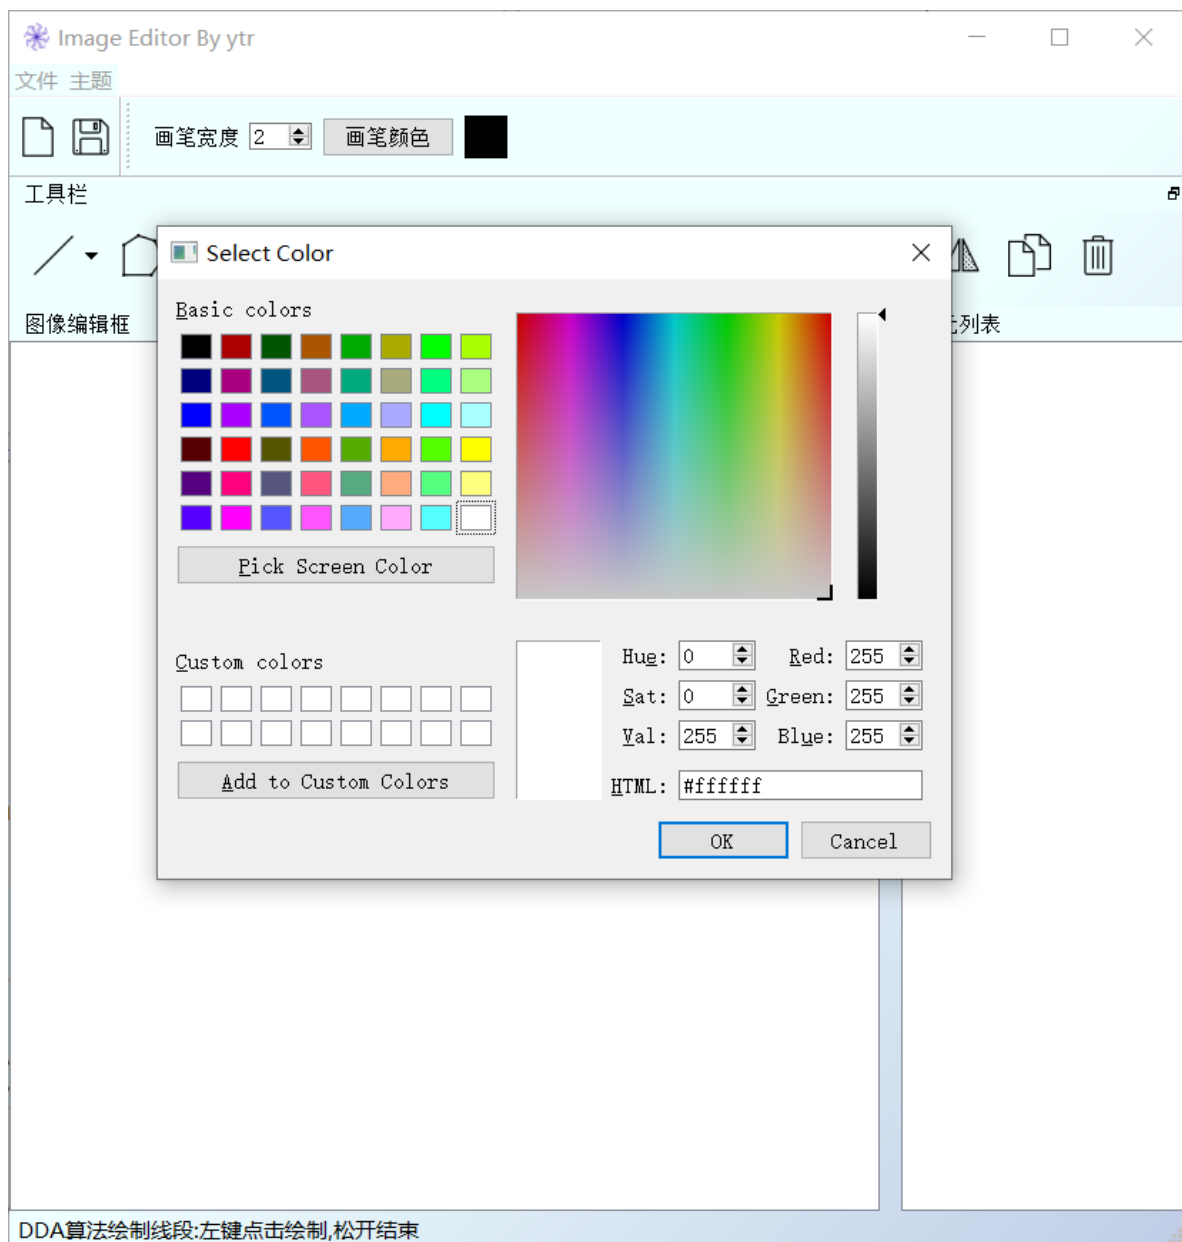 Image Editor By ytr
文件 主题
画笔宽度 2 画笔颜色
工具栏
Select Color
图像编辑框
列表
Basic colors
Pick Screen Color
Custom colors
Add to Custom Colors
Hue: 0 Red: 255
Sat: 0 Green: 255
Val: 255 Blue: 255
HTML: #ffffff
OK Cancel
DDA算法绘制线段:左键点击绘制,松开结束